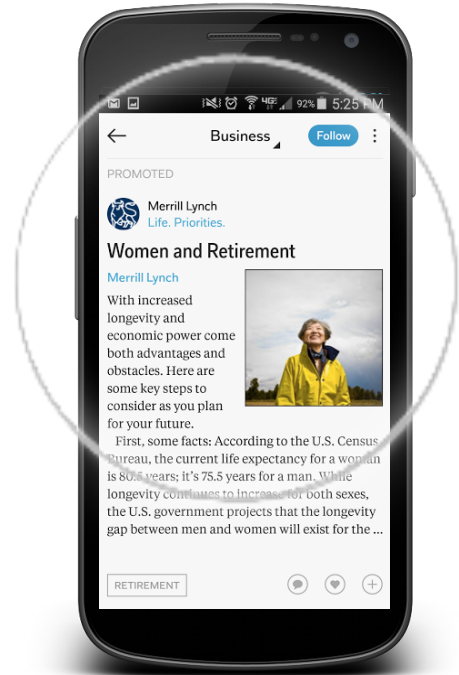 4G 92% 5:25 PM
Business
Follow
PROMOTED
Merrill Lynch
Life. Priorities.
Women and Retirement
Merrill Lynch
With increased
longevity and
economic power come
both advantages and
obstacles. Here are
some key steps to
consider as you plan
for your future.
First, some facts: According to the U.S. Census
Bureau, the current life expectancy for a woman
is 80.5 years; it's 75.5 years for a man. While
longevity continues to increase for both sexes,
the U.S. government projects that the longevity
gap between men and women will exist for the ...
RETIREMENT